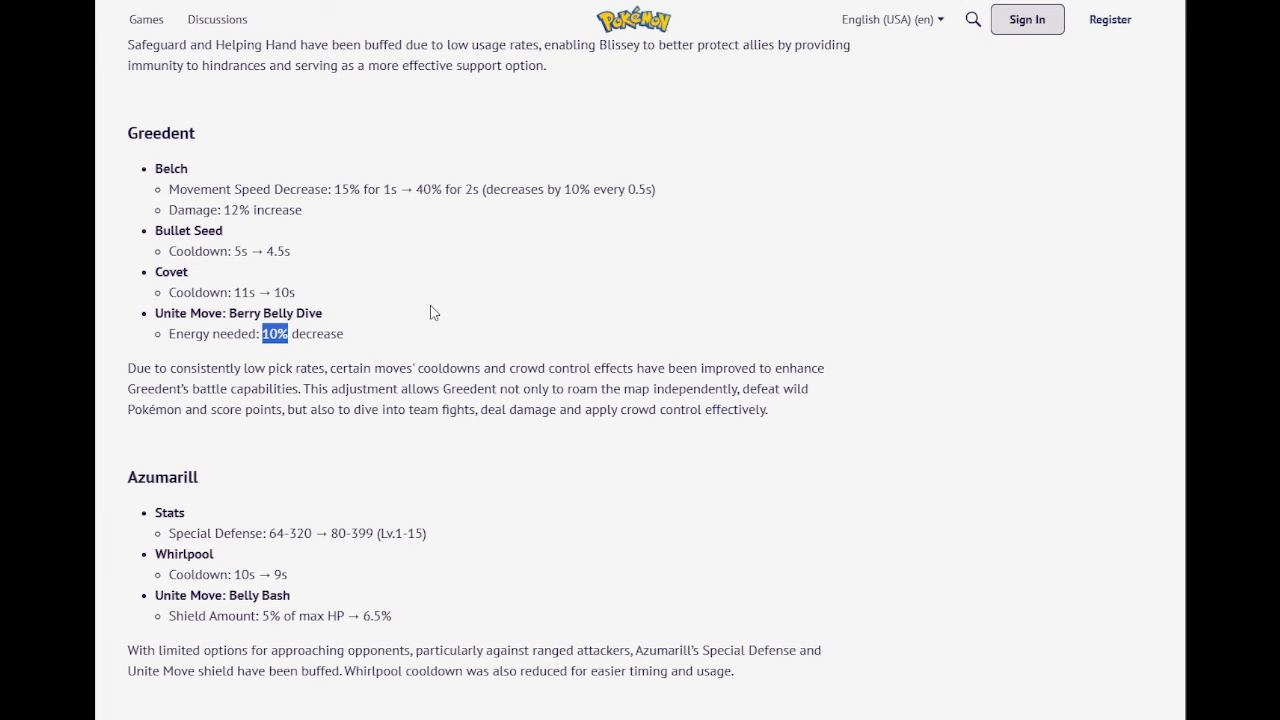 Games Discussions Pokémon English (USA) (en) Sign In Register
Safeguard and Helping Hand have been buffed due to low usage rates, enabling Blissey to better protect allies by providing
immunity to hindrances and serving as a more effective support option.
Greedent
• Belch
Movement Speed Decrease: 15% for 1s → 40% for 2s (decreases by 10% every 0.5s)
Damage: 12% increase
• Bullet Seed
Cooldown: 5s → 4.5s
• Covet
Cooldown: 11s → 10s
• Unite Move: Berry Belly Dive
Energy needed: 10% decrease
Due to consistently low pick rates, certain moves' cooldowns and crowd control effects have been improved to enhance
Greedent's battle capabilities. This adjustment allows Greedent not only to roam the map independently, defeat wild
Pokémon and score points, but also to dive into team fights, deal damage and apply crowd control effectively.
Azumarill
• Stats
Special Defense: 64-320 → 80-399 (Lv.1-15)
• Whirlpool
Cooldown: 10s → 9s
• Unite Move: Belly Bash
Shield Amount: 5% of max HP → 6.5%
With limited options for approaching opponents, particularly against ranged attackers, Azumarill's Special Defense and
Unite Move shield have been buffed. Whirlpool cooldown was also reduced for easier timing and usage.